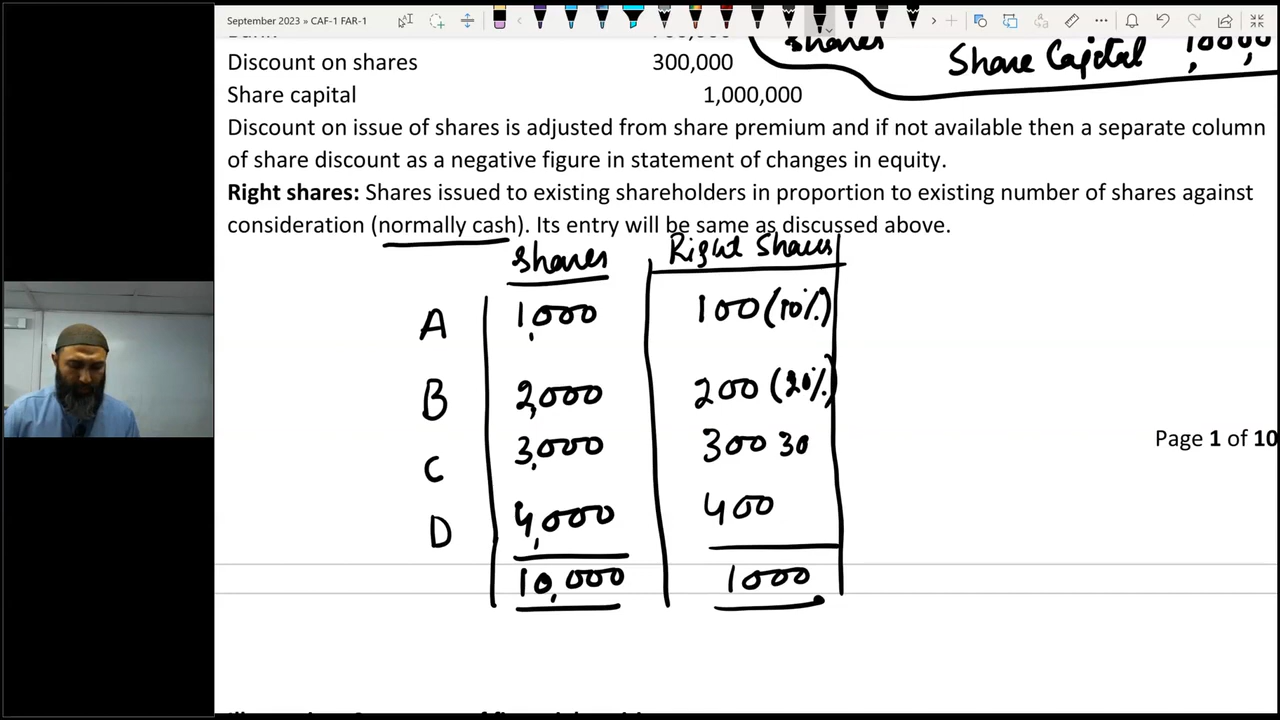 September 2023 » CAF-1 FAR-1
shares
Share Capital
Discount on shares 300,000
Share capital 1,000,000
Discount on issue of shares is adjusted from share premium and if not available then a separate column
of share discount as a negative figure in statement of changes in equity.
Right shares: Shares issued to existing shareholders in proportion to existing number of shares against
consideration (normally cash). Its entry will be same as discussed above.
Shares Right Shares
A 1,000 100 (10%)
B 2,000 200 (20%)
C 3,000 300 30
D 4,000 400
10,000 1000
Page 1 of 10